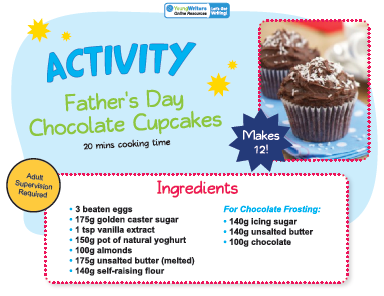 YoungWriters
Online Resources
Let's Get
Writing!
ACTIVITY
Father's Day
Chocolate Cupcakes
20 mins cooking time
Makes
12!
Adult
Supervision
Required
Ingredients
• 3 beaten eggs
• 175g golden caster sugar
• 1 tsp vanilla extract
• 150g pot of natural yoghurt
• 100g almonds
• 175g unsalted butter (melted)
• 140g self-raising flour
For Chocolate Frosting:
• 140g icing sugar
• 140g unsalted butter
• 100g chocolate